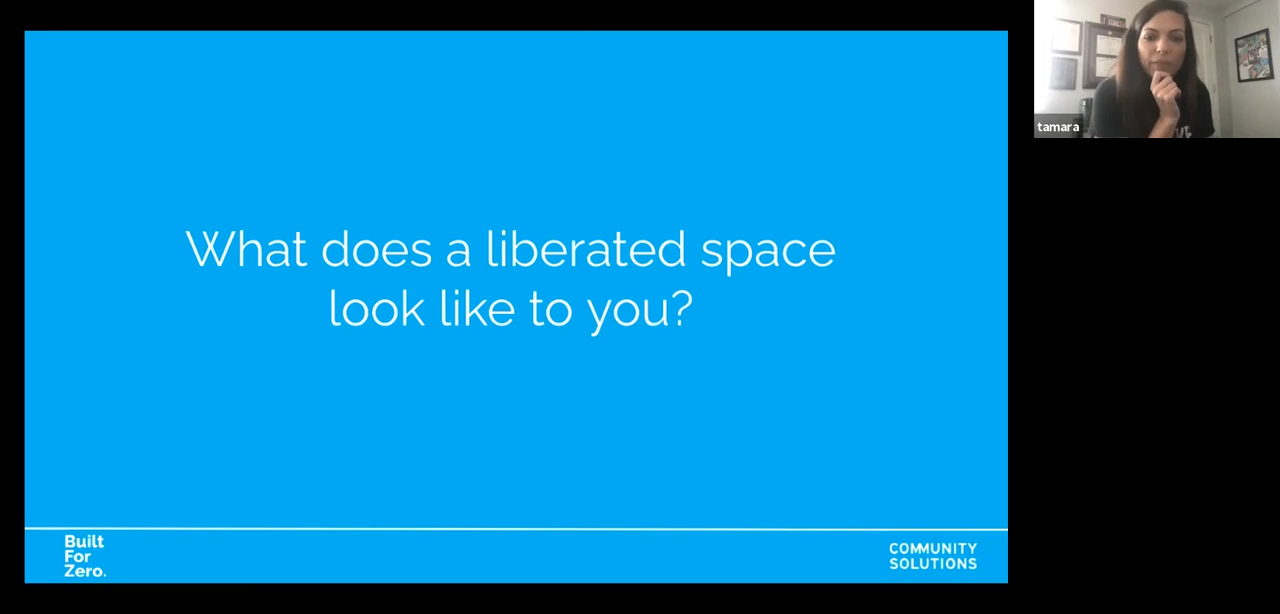 What does a liberated space
look like to you?
Built
For
Zero.
COMMUNITY
SOLUTIONS
tamara